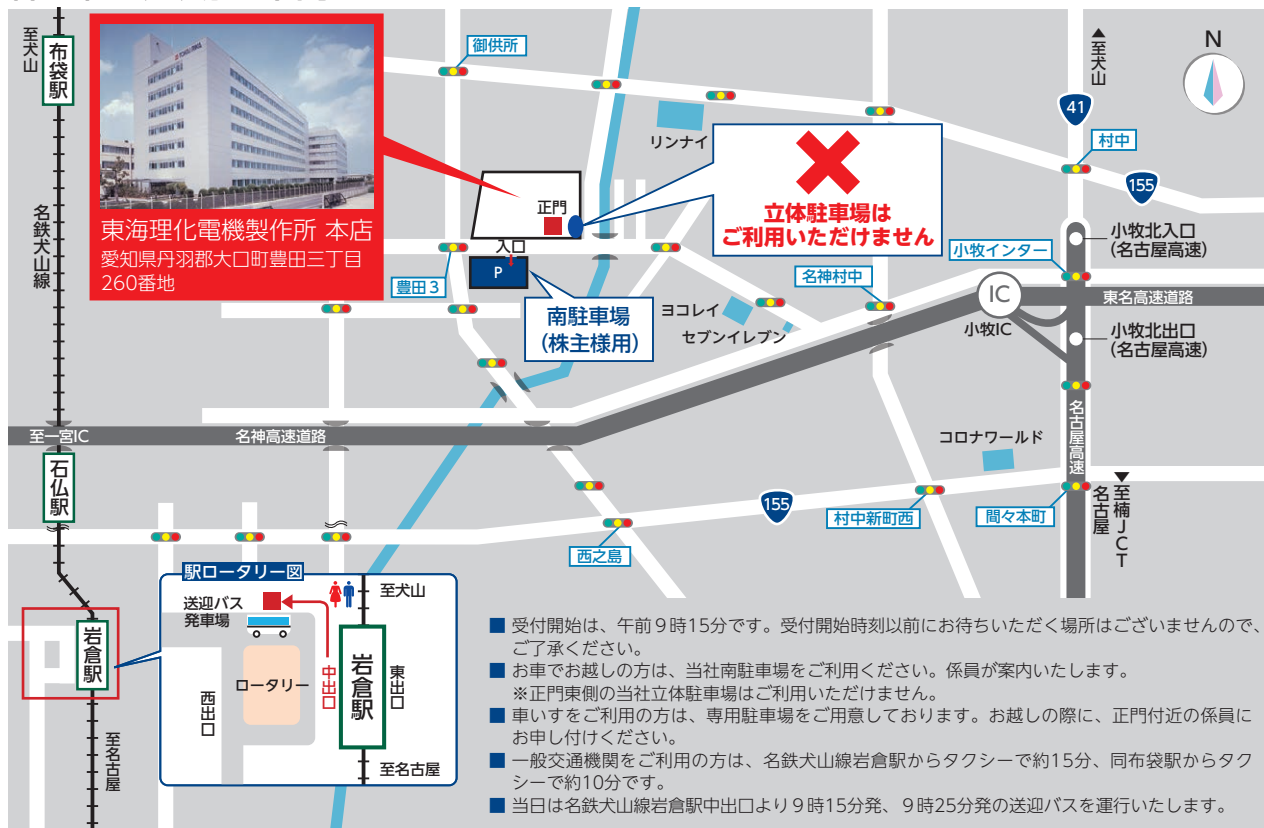 至犬山
布袋駅
名鉄犬山線
東海理化電機製作所 本店
愛知県丹羽郡大口町豊田三丁目
260番地
御供所
リンナイ
正門
入口
P
豊田3
南駐車場
(株主様用)
立体駐車場は
ご利用いただけません
ヨコレイ
セブンイレブン
名神村中
▲至犬山
N
41
村中
155
小牧北入口
(名古屋高速)
小牧インター
IC
小牧IC
東名高速道路
小牧北出口
(名古屋高速)
至一宮IC
名神高速道路
名古屋高速
コロナワールド
石仏駅
155
村中新町西
間々本町
▼至楠JCT
名古屋
西之島
岩倉駅
至名古屋
駅ロータリー図
送迎バス
発車場
至犬山
ロータリー
中出口
岩倉駅
東出口
西出口
至名古屋
■ 受付開始は、午前9時15分です。受付開始時刻以前にお待ちいただく場所はございませんので、
ご了承ください。
■ お車でお越しの方は、当社南駐車場をご利用ください。係員が案内いたします。
※正門東側の当社立体駐車場はご利用いただけません。
■ 車いすをご利用の方は、専用駐車場をご用意しております。お越しの際に、正門付近の係員に
お申し付けください。
■ 一般交通機関をご利用の方は、名鉄犬山線岩倉駅からタクシーで約15分、同布袋駅からタク
シーで約10分です。
■ 当日は名鉄犬山線岩倉駅中出口より9時15分発、9時25分発の送迎バスを運行いたします。